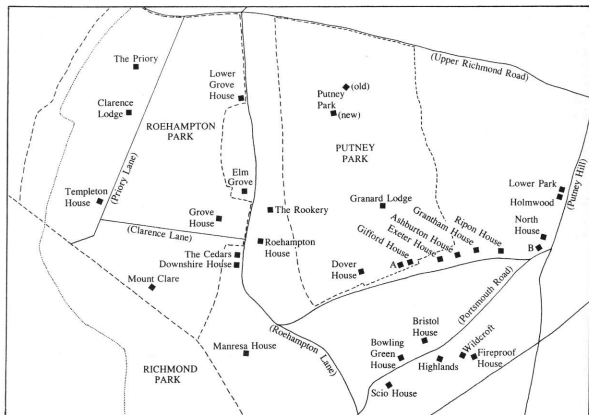 The Priory
Clarence
Lodge
ROEHAMPTON
PARK
(Priory Lane)
Templeton
House
(Clarence Lane)
Grove
House
Lower
Grove
House
Elm
Grove
The Rookery
Roehampton
House
The Cedars
Downshire House
Mount Clare
RICHMOND
PARK
Manresa House
(Roehampton Lane)
(Upper Richmond Road)
(old)
Putney
Park
(new)
PUTNEY
PARK
Granard Lodge
Dover
House
Gifford House
A
Exeter House
Ashburton House
Grantham House
Ripon House
Lower Park
Holmwood
North
House
B
(Putney Hill)
(Portsmouth Road)
Bristol
House
Bowling
Green
House
Highlands
Wildcroft
Fireproof
House
Scio House